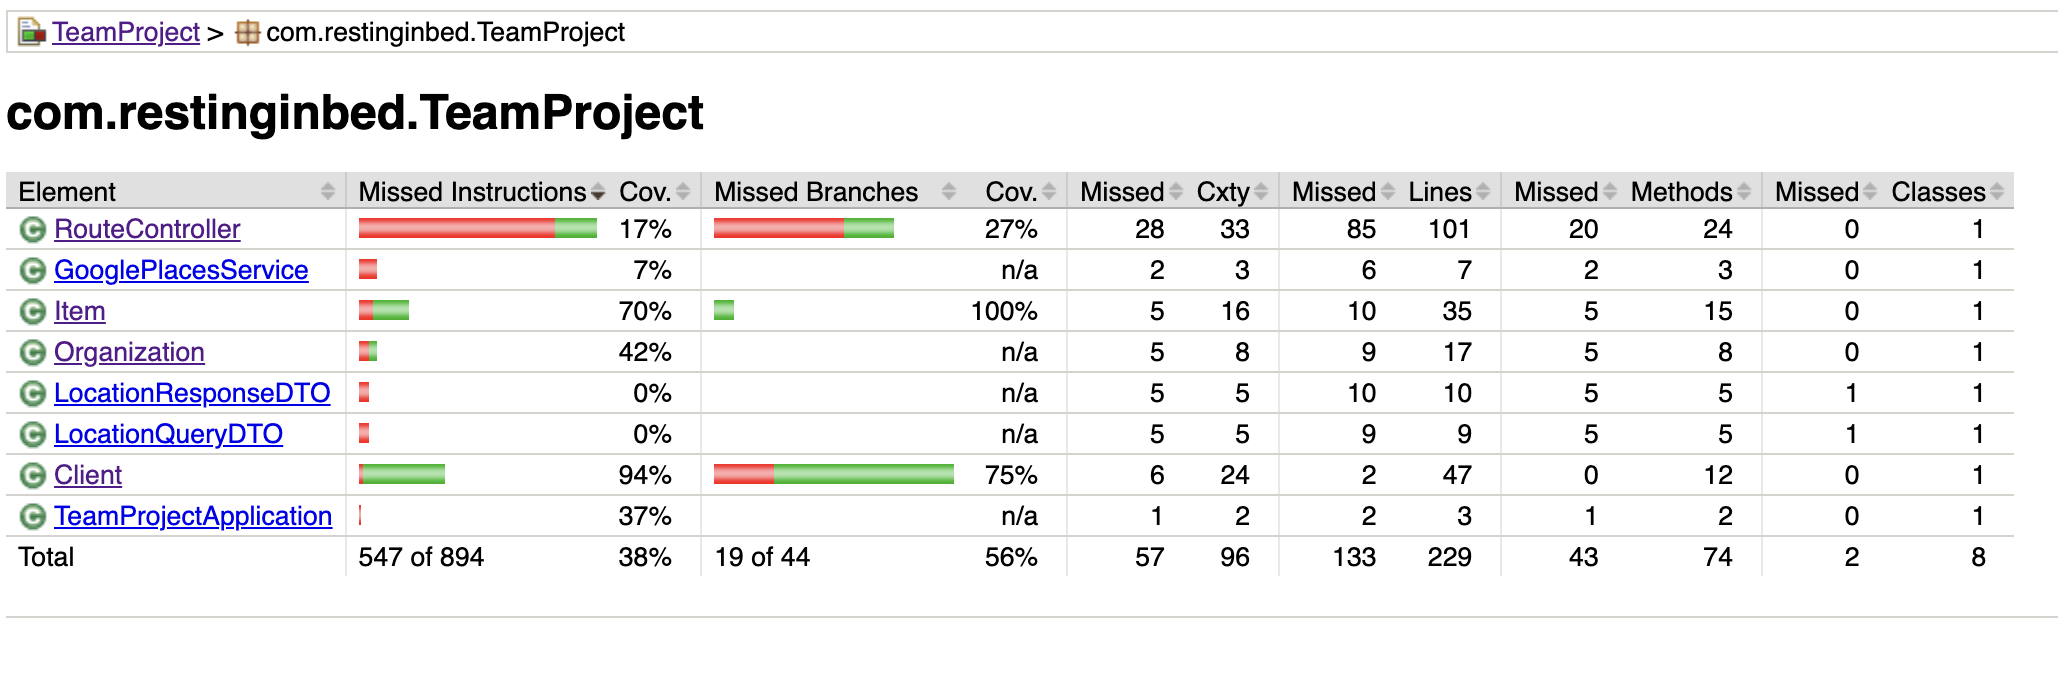 TeamProject > com.restinginbed.TeamProject
com.restinginbed.TeamProject
Element Missed Instructions Cov. Missed Branches Cov. Missed Cxty Missed Lines Missed Methods Missed Classes
RouteController 17% 27% 28 33 85 101 20 24 0 1
GooglePlacesService 7% n/a 2 3 6 7 2 3 0 1
Item 70% 100% 5 16 10 35 5 15 0 1
Organization 42% n/a 5 8 9 17 5 8 0 1
LocationResponseDTO 0% n/a 5 5 10 10 5 5 1 1
LocationQueryDTO 0% n/a 5 5 9 9 5 5 1 1
Client 94% 75% 6 24 2 47 0 12 0 1
TeamProjectApplication 37% n/a 1 2 2 3 1 2 0 1
Total 547 of 894 38% 19 of 44 56% 57 96 133 229 43 74 2 8